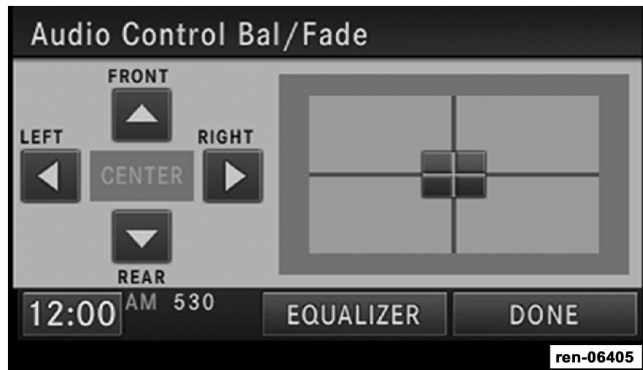 Audio Control Bal/Fade
FRONT
LEFT
RIGHT
CENTER
REAR
12:00 AM 530
EQUALIZER
DONE
ren-06405